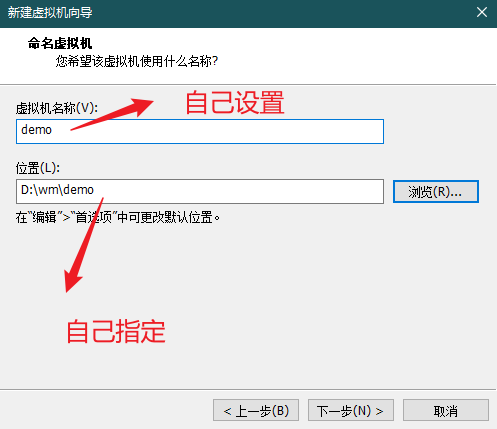 新建虚拟机向导
命名虚拟机
您希望该虚拟机使用什么名称?
自己设置
虚拟机名称(V):
demo
位置(L):
D:\wm\demo
浏览(R)...
在“编辑”>“首选项”中可更改默认位置。
自己指定
< 上一步(B)
下一步(N) >
取消